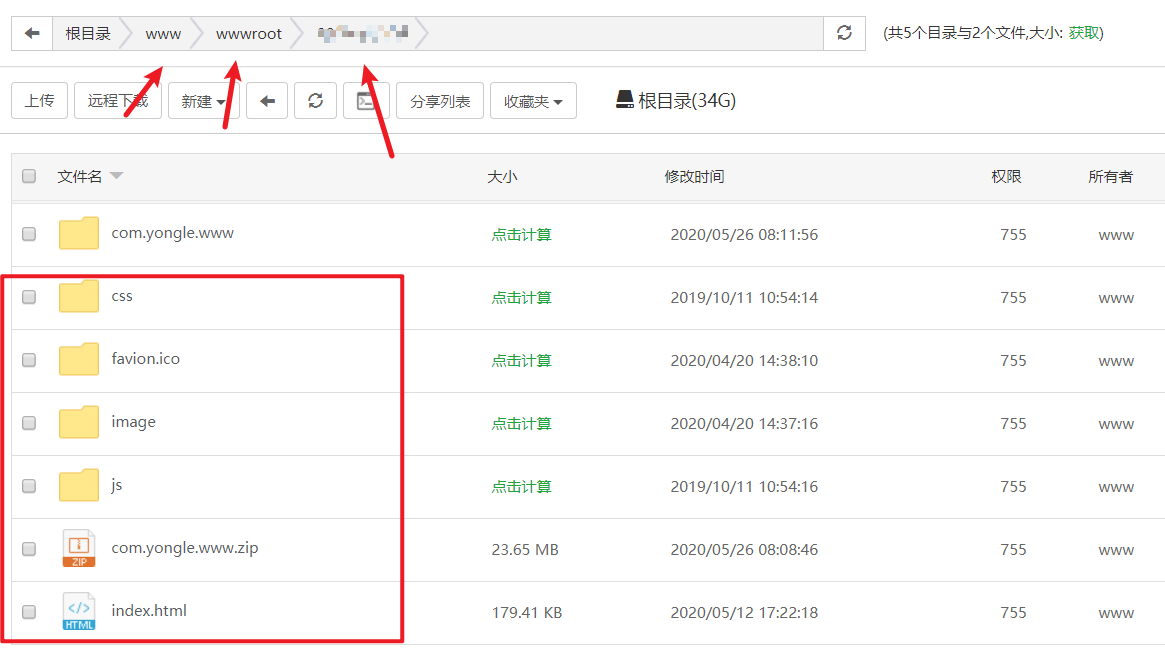 根目录 www wwwroot (共5个目录与2个文件,大小: 获取)
上传 远程下载 新建 分享列表 收藏夹 根目录(34G)
文件名 大小 修改时间 权限 所有者
com.yongle.www 点击计算 2020/05/26 08:11:56 755 www
css 点击计算 2019/10/11 10:54:14 755 www
favion.ico 点击计算 2020/04/20 14:38:10 755 www
image 点击计算 2020/04/20 14:37:16 755 www
js 点击计算 2019/10/11 10:54:16 755 www
ZIP com.yongle.www.zip 23.65 MB 2020/05/26 08:08:46 755 www
HTML index.html 179.41 KB 2020/05/12 17:22:18 755 www